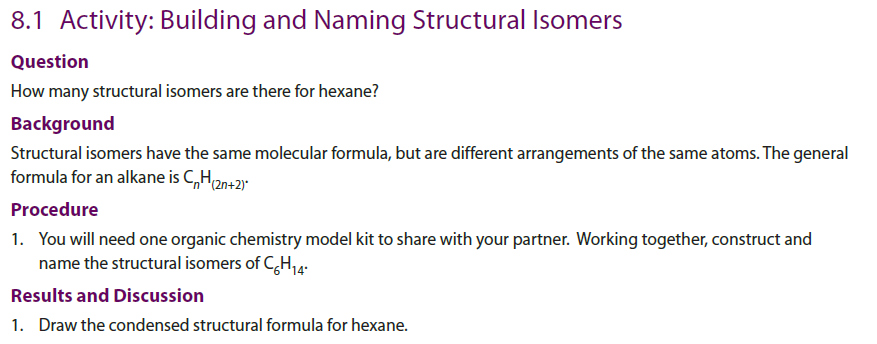 8.1 Activity: Building and Naming Structural Isomers
Question
How many structural isomers are there for hexane?
Background
Structural isomers have the same molecular formula, but are different arrangements of the same atoms. The general
formula for an alkane is CₙH₍₂ₙ₊₂₎.
Procedure
1. You will need one organic chemistry model kit to share with your partner. Working together, construct and
name the structural isomers of C₆H₁₄.
Results and Discussion
1. Draw the condensed structural formula for hexane.